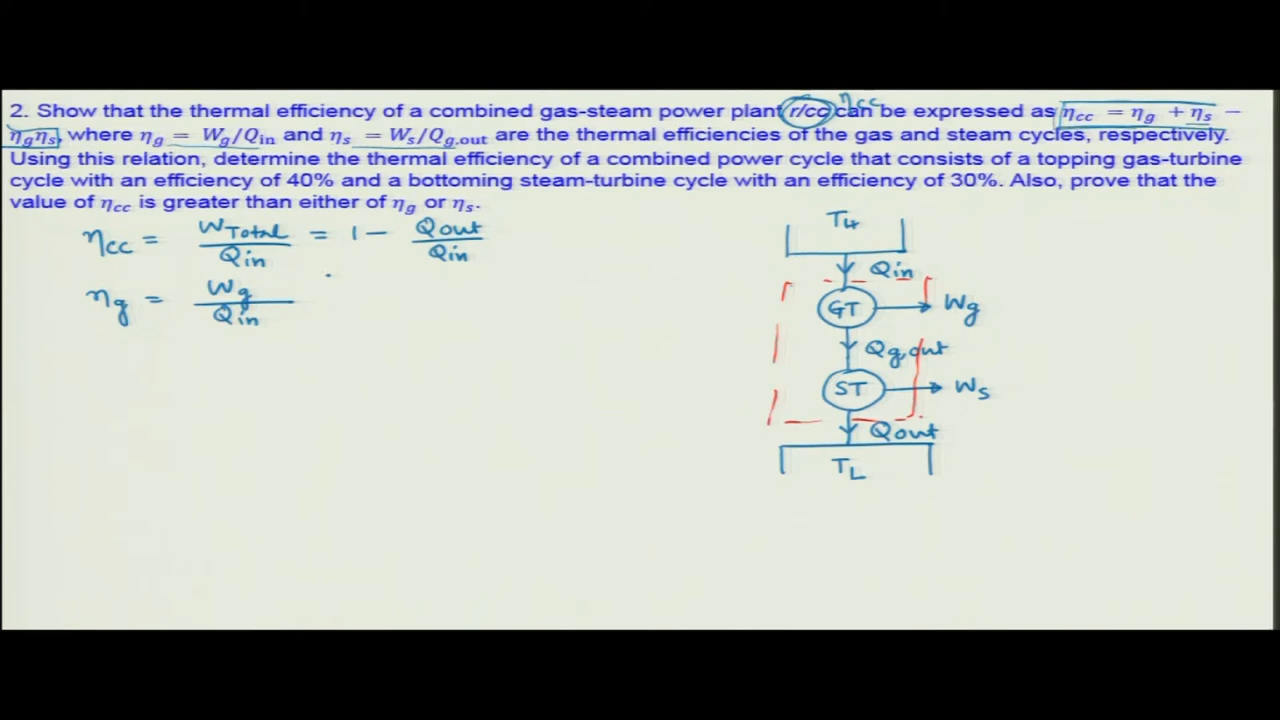 2. Show that the thermal efficiency of a combined gas-steam power plant r/cc ηcc can be expressed as ηcc = ηg + ηs −
ηgηs, where ηg = Wg/Qin and ηs = Ws/Qg,out are the thermal efficiencies of the gas and steam cycles, respectively.
Using this relation, determine the thermal efficiency of a combined power cycle that consists of a topping gas-turbine
cycle with an efficiency of 40% and a bottoming steam-turbine cycle with an efficiency of 30%. Also, prove that the
value of ηcc is greater than either of ηg or ηs.
ηcc = WTotal/Qin = 1 − Qout/Qin
ηg = Wg/Qin
TH
Qin
GT
Wg
Qg,out
ST
Ws
Qout
TL